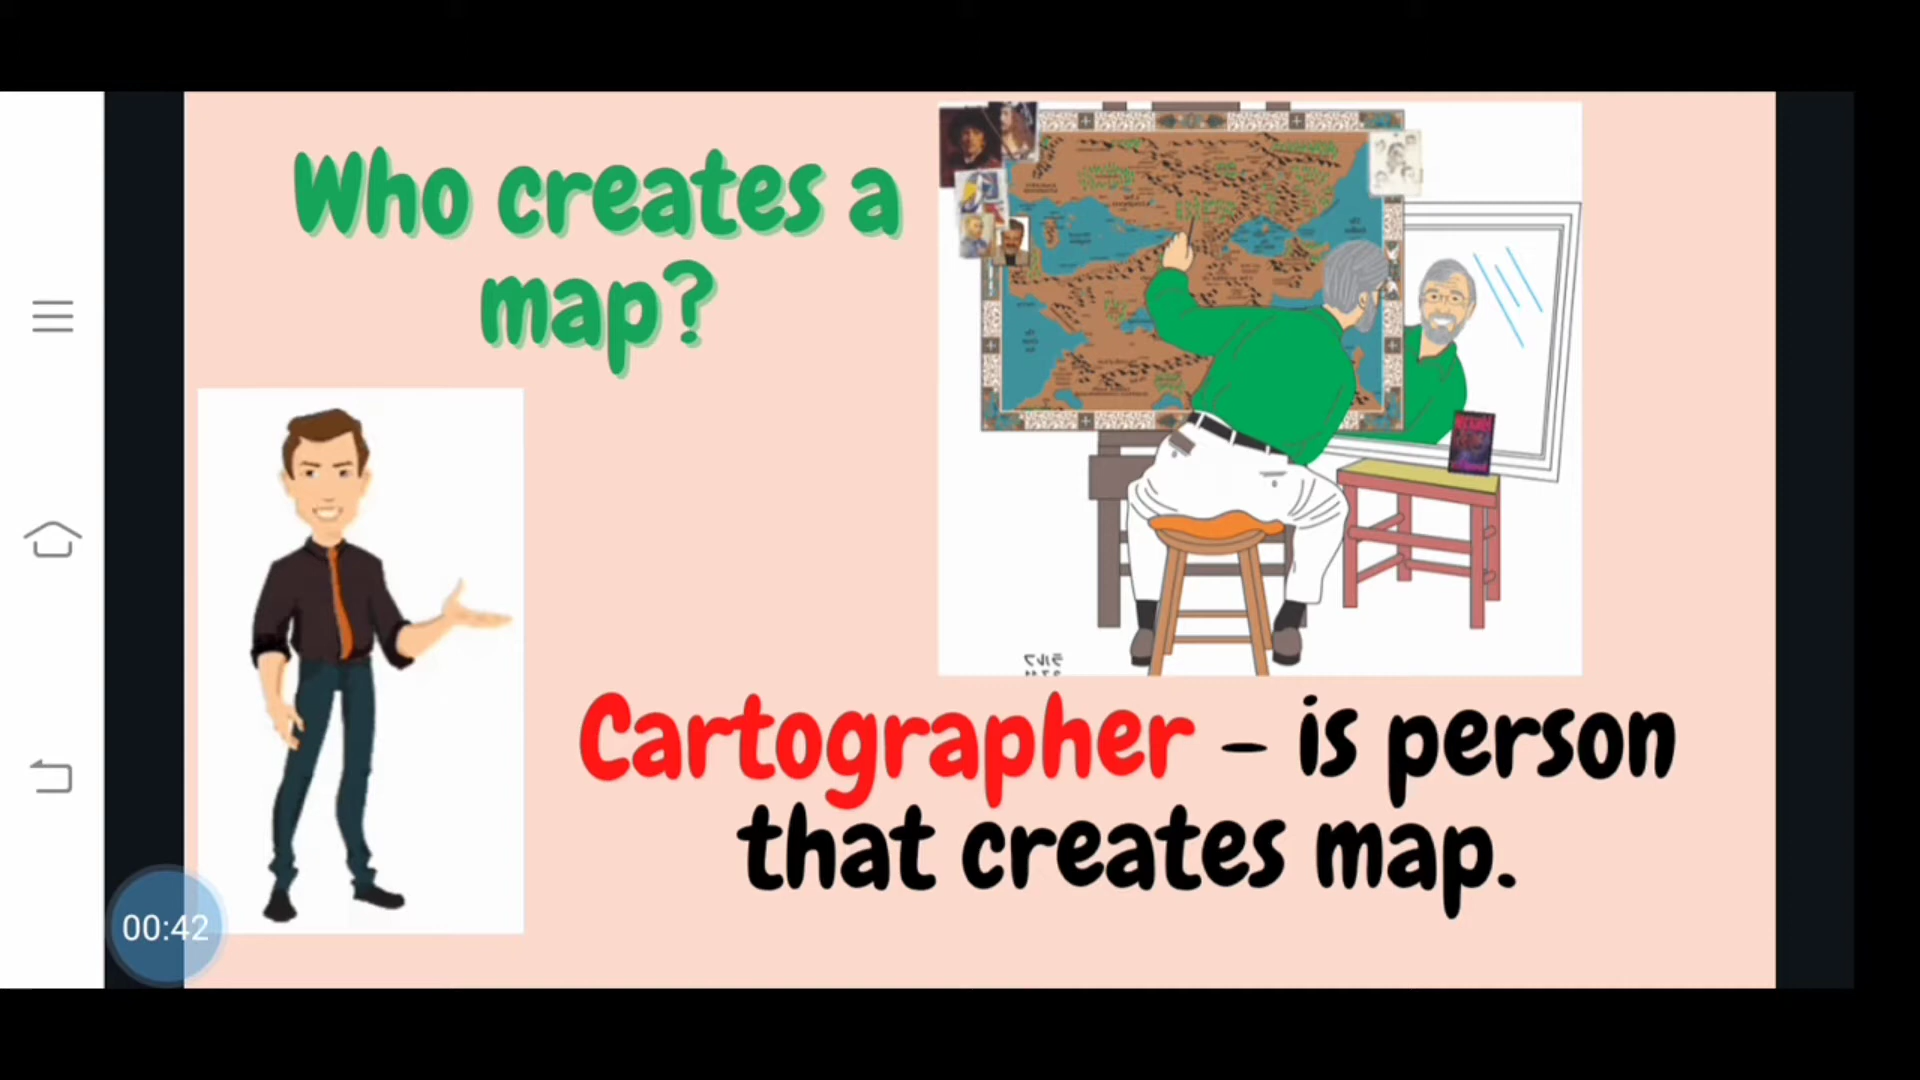 Who creates a
map?
Cartographer - is person
that creates map.
00:42